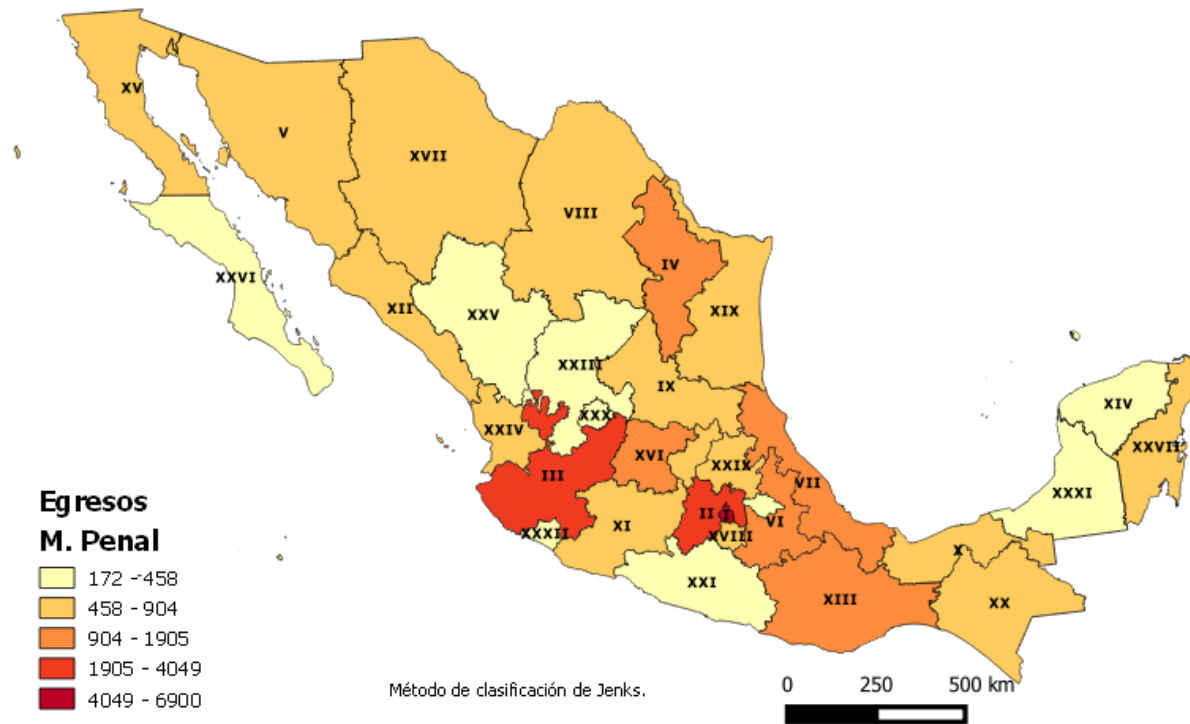 XV
V
XVII
VIII
IV
XXVI
XII
XXV
XIX
XXIII
IX
XXX
XXIV
XIV
III
XVI
XXIX
XXVII
VII
XXXI
II
I
VI
XXXII
XI
XVIII
X
XXI
XIII
XX
Egresos
M. Penal
172 - 458
458 - 904
904 - 1905
1905 - 4049
4049 - 6900
Método de clasificación de Jenks.
0 250 500 km